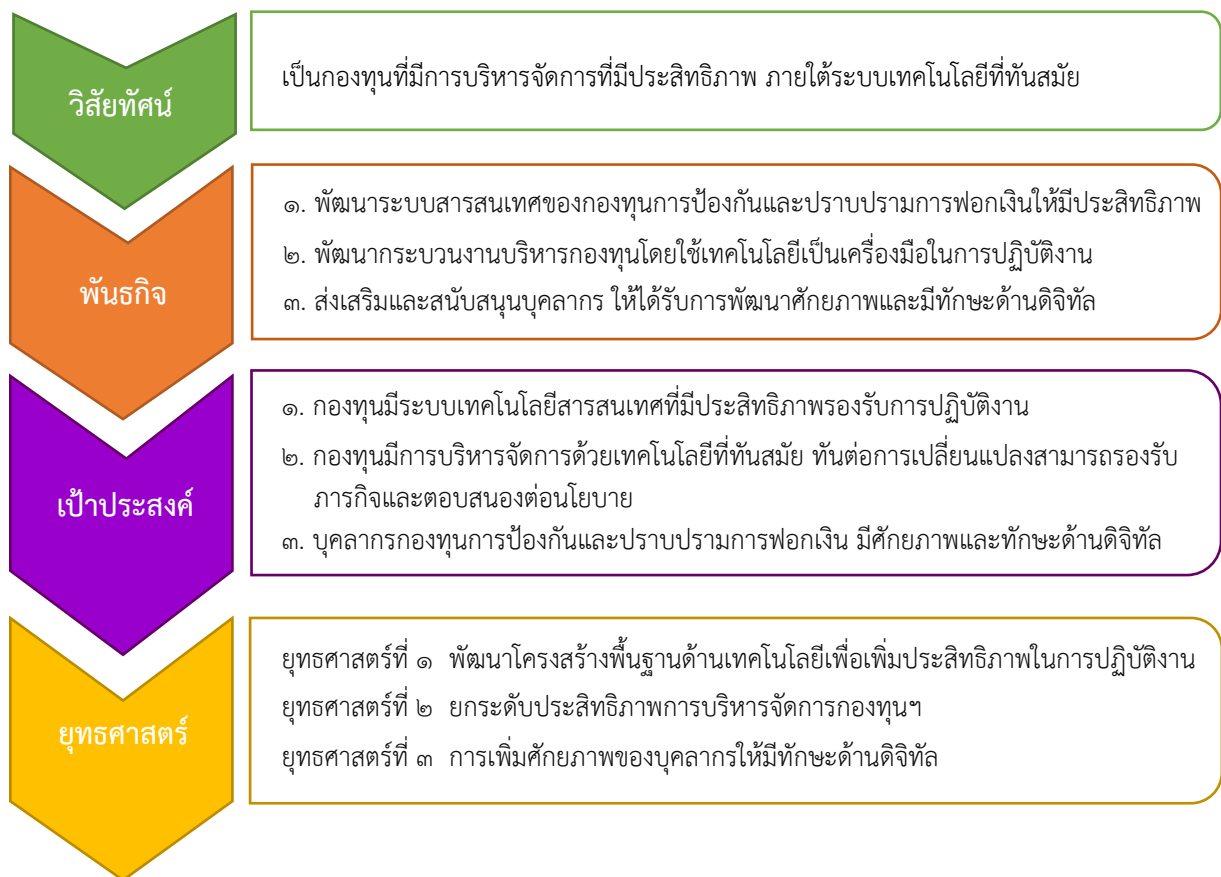 วิสัยทัศน์
เป็นกองทุนที่มีการบริหารจัดการที่มีประสิทธิภาพ ภายใต้ระบบเทคโนโลยีที่ทันสมัย
พันธกิจ
๑. พัฒนาระบบสารสนเทศของกองทุนการป้องกันและปราบปรามการฟอกเงินให้มีประสิทธิภาพ
๒. พัฒนากระบวนงานบริหารกองทุนโดยใช้เทคโนโลยีเป็นเครื่องมือในการปฏิบัติงาน
๓. ส่งเสริมและสนับสนุนบุคลากร ให้ได้รับการพัฒนาศักยภาพและมีทักษะด้านดิจิทัล
เป้าประสงค์
๑. กองทุนมีระบบเทคโนโลยีสารสนเทศที่มีประสิทธิภาพรองรับการปฏิบัติงาน
๒. กองทุนมีการบริหารจัดการด้วยเทคโนโลยีที่ทันสมัย ทันต่อการเปลี่ยนแปลงสามารถรองรับ
ภารกิจและตอบสนองต่อนโยบาย
๓. บุคลากรกองทุนการป้องกันและปราบปรามการฟอกเงิน มีศักยภาพและทักษะด้านดิจิทัล
ยุทธศาสตร์
ยุทธศาสตร์ที่ ๑ พัฒนาโครงสร้างพื้นฐานด้านเทคโนโลยีเพื่อเพิ่มประสิทธิภาพในการปฏิบัติงาน
ยุทธศาสตร์ที่ ๒ ยกระดับประสิทธิภาพการบริหารจัดการกองทุนฯ
ยุทธศาสตร์ที่ ๓ การเพิ่มศักยภาพของบุคลากรให้มีทักษะด้านดิจิทัล